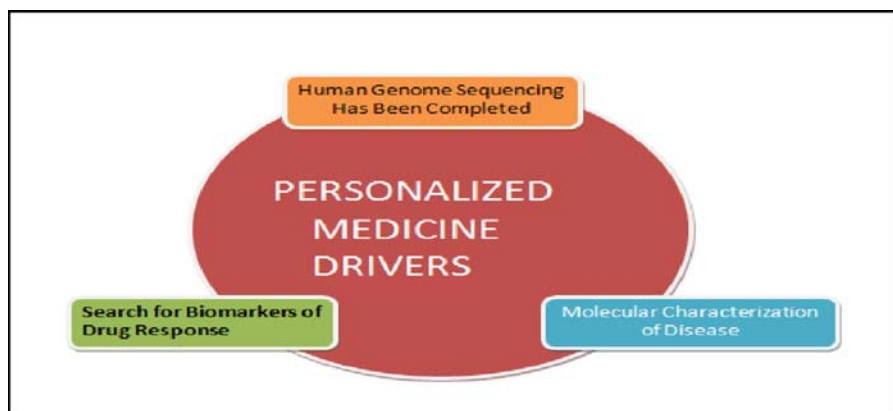 Human Genome Sequencing
Has Been Completed
PERSONALIZED
MEDICINE
DRIVERS
Search for Biomarkers of
Drug Response
Molecular Characterization
of Disease